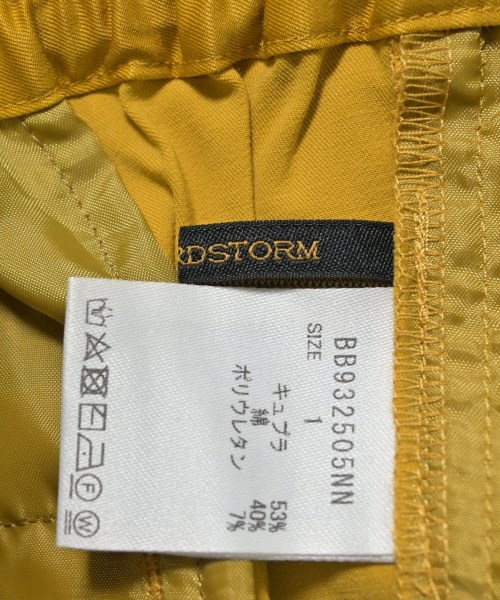 RDSTORM
BB932505NN
SIZE 1
キュプラ 53%
綿 40%
ポリウレタン 7%
F
W